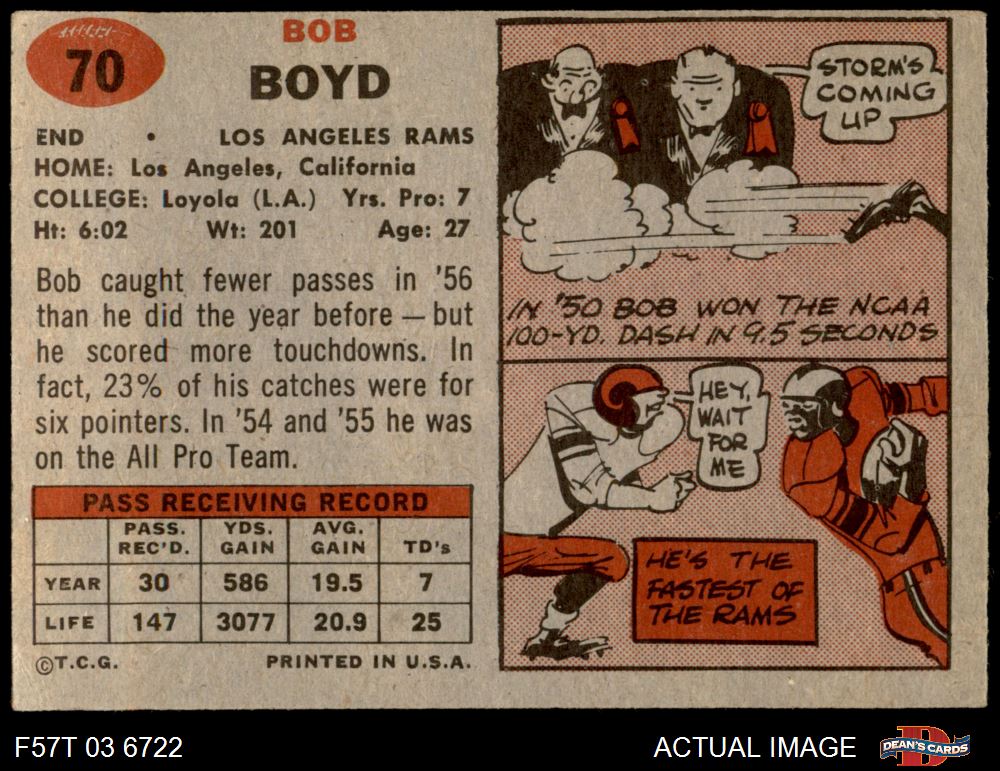 70
BOB
BOYD
END • LOS ANGELES RAMS
HOME: Los Angeles, California
COLLEGE: Loyola (L.A.) Yrs. Pro: 7
Ht: 6:02 Wt: 201 Age: 27
Bob caught fewer passes in '56
than he did the year before — but
he scored more touchdowns. In
fact, 23% of his catches were for
six pointers. In '54 and '55 he was
on the All Pro Team.
PASS RECEIVING RECORD
PASS. REC'D. YDS. GAIN AVG. GAIN TD's
YEAR 30 586 19.5 7
LIFE 147 3077 20.9 25
©T.C.G. PRINTED IN U.S.A.
STORM'S
COMING
UP
IN '50 BOB WON THE NCAA
100-YD. DASH IN 9.5 SECONDS
HEY,
WAIT
FOR
ME
HE'S THE
FASTEST OF
THE RAMS
F57T 03 6722
ACTUAL IMAGE
DEAN'S CARDS